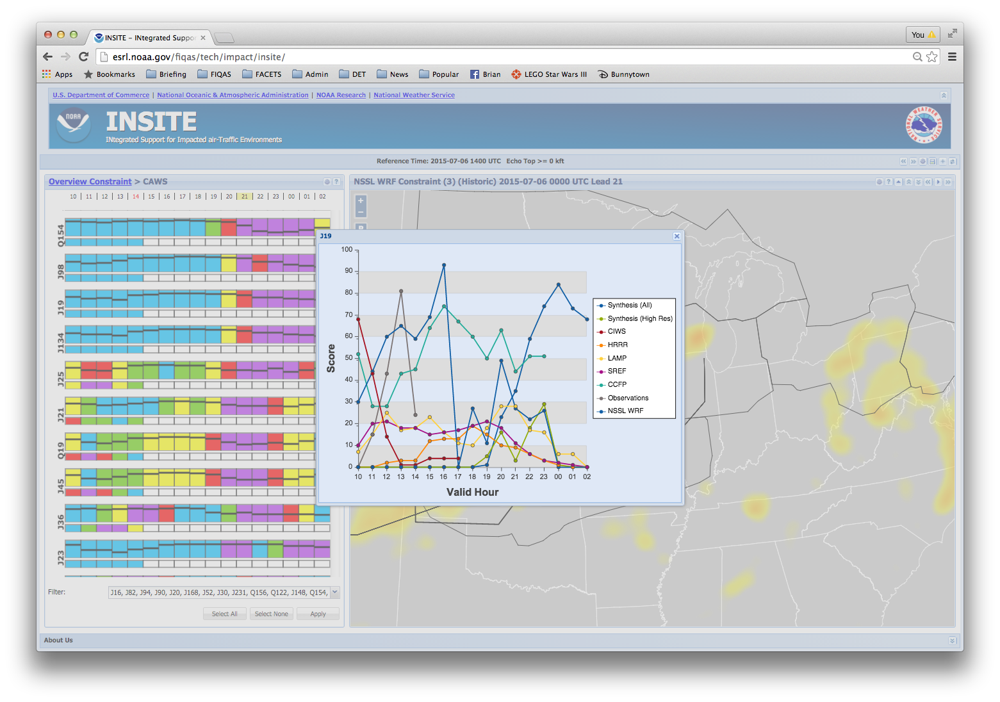 INSITE – INtegrated Suppo
You
esrl.noaa.gov/fiqas/tech/impact/insite/
Apps Bookmarks Briefing FIQAS FACETS Admin DET News Popular Brian LEGO Star Wars III Bunnytown
U.S. Department of Commerce | National Oceanic & Atmospheric Administration | NOAA Research | National Weather Service
NOAA
INSITE
INtegrated Support for Impacted air-Traffic Environments
NATIONAL WEATHER SERVICE
Reference Time: 2015-07-06 1400 UTC Echo Top >= 0 kft
Overview Constraint > CAWS
10 | 11 | 12 | 13 | 14 | 15 | 16 | 17 | 18 | 19 | 20 | 21 | 22 | 23 | 00 | 01 | 02
Q154
J98
J19
J134
J25
J21
Q19
J45
J36
J23
Filter:
J16, J82, J94, J90, J20, J168, J52, J30, J231, Q156, Q122, J148, Q154,
Select All Select None Apply
NSSL WRF Constraint (3) (Historic) 2015-07-06 0000 UTC Lead 21
+
−
J19
100
90
80
70
60
50
40
30
20
10
0
Score
10 11 12 13 14 15 16 17 18 19 20 21 22 23 00 01 02
Valid Hour
Synthesis (All)
Synthesis (High Res)
CIWS
HRRR
LAMP
SREF
CCFP
Observations
NSSL WRF
About Us